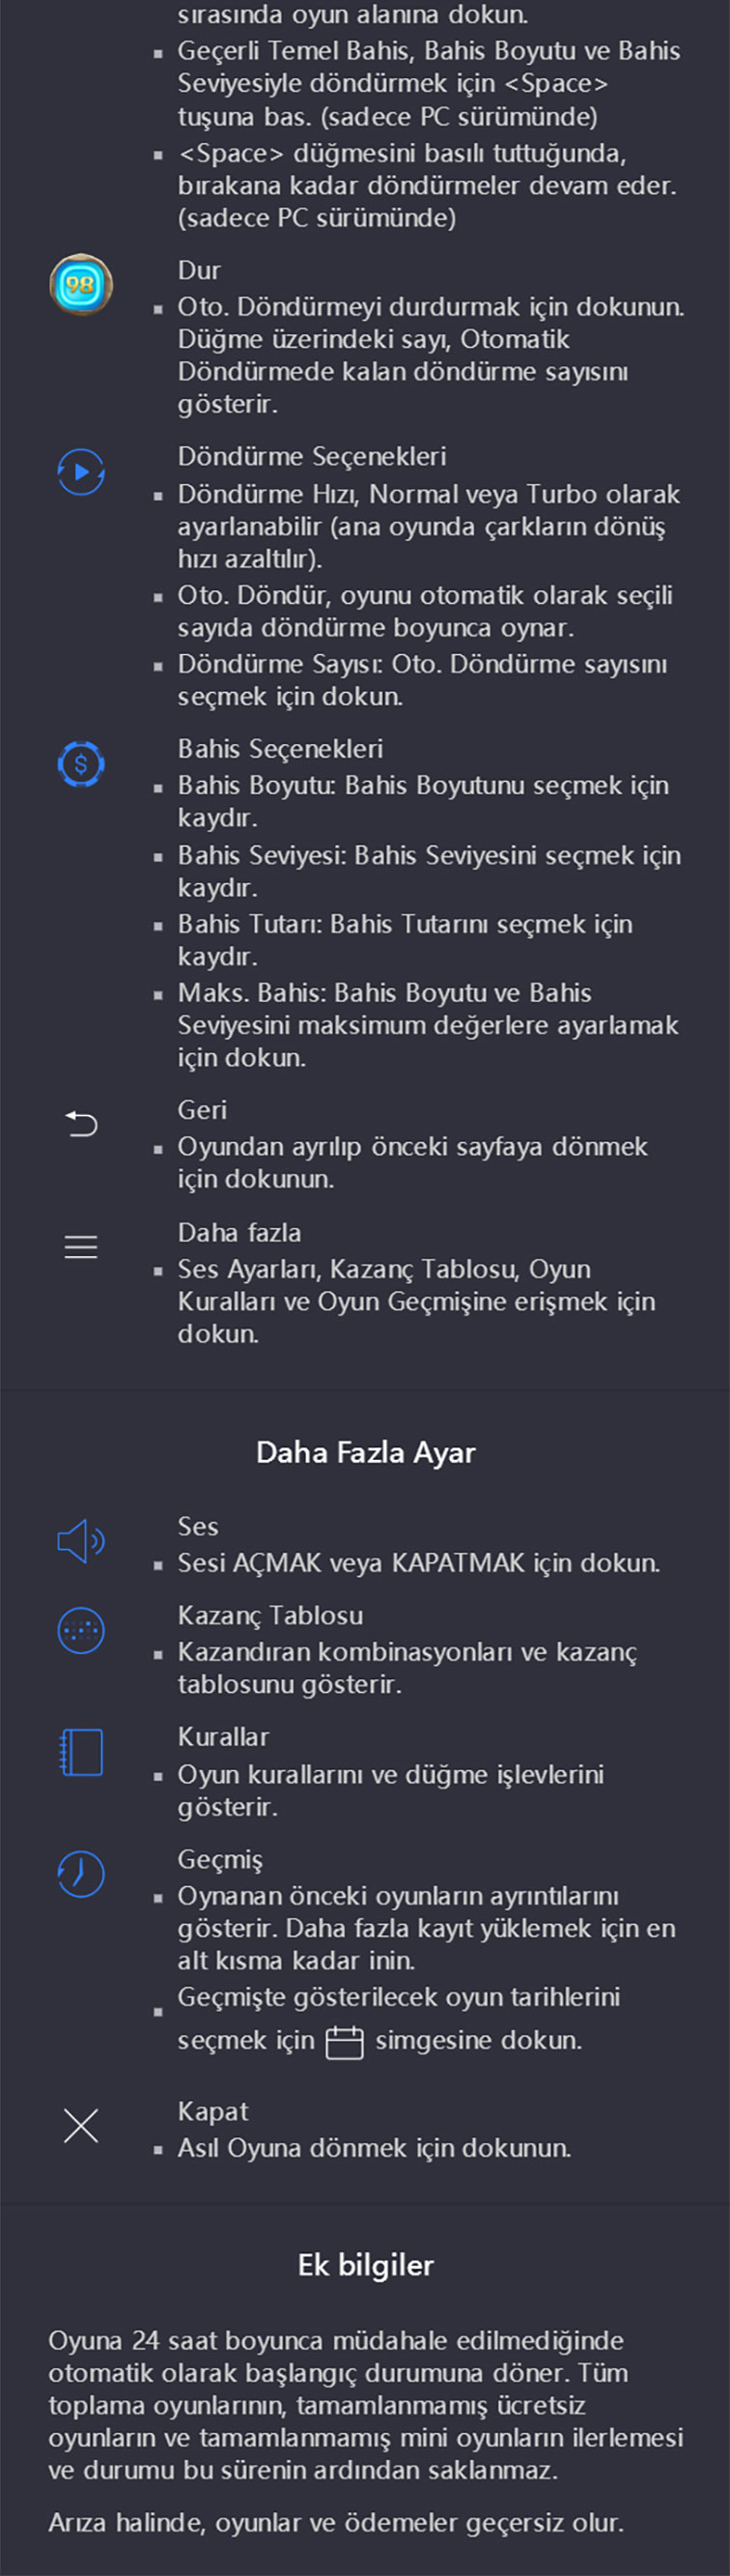 sırasında oyun alanına dokun.
Geçerli Temel Bahis, Bahis Boyutu ve Bahis
Seviyesiyle döndürmek için <Space>
tuşuna bas. (sadece PC sürümünde)
<Space> düğmesini basılı tuttuğunda,
bırakana kadar döndürmeler devam eder.
(sadece PC sürümünde)
98
Dur
Oto. Döndürmeyi durdurmak için dokunun.
Düğme üzerindeki sayı, Otomatik
Döndürmede kalan döndürme sayısını
gösterir.
Döndürme Seçenekleri
Döndürme Hızı, Normal veya Turbo olarak
ayarlanabilir (ana oyunda çarkların dönüş
hızı azaltılır).
Oto. Döndür, oyunu otomatik olarak seçili
sayıda döndürme boyunca oynar.
Döndürme Sayısı: Oto. Döndürme sayısını
seçmek için dokun.
$
Bahis Seçenekleri
Bahis Boyutu: Bahis Boyutunu seçmek için
kaydır.
Bahis Seviyesi: Bahis Seviyesini seçmek için
kaydır.
Bahis Tutarı: Bahis Tutarını seçmek için
kaydır.
Maks. Bahis: Bahis Boyutu ve Bahis
Seviyesini maksimum değerlere ayarlamak
için dokun.
Geri
Oyundan ayrılıp önceki sayfaya dönmek
için dokunun.
Daha fazla
Ses Ayarları, Kazanç Tablosu, Oyun
Kuralları ve Oyun Geçmişine erişmek için
dokun.
Daha Fazla Ayar
Ses
Sesi AÇMAK veya KAPATMAK için dokun.
Kazanç Tablosu
Kazandıran kombinasyonları ve kazanç
tablosunu gösterir.
Kurallar
Oyun kurallarını ve düğme işlevlerini
gösterir.
Geçmiş
Oynanan önceki oyunların ayrıntılarını
gösterir. Daha fazla kayıt yüklemek için en
alt kısma kadar inin.
Geçmişte gösterilecek oyun tarihlerini
seçmek için simgesine dokun.
Kapat
Asıl Oyuna dönmek için dokunun.
Ek bilgiler
Oyuna 24 saat boyunca müdahale edilmediğinde
otomatik olarak başlangıç durumuna döner. Tüm
toplama oyunlarının, tamamlanmamış ücretsiz
oyunların ve tamamlanmamış mini oyunların ilerlemesi
ve durumu bu sürenin ardından saklanmaz.
Arıza halinde, oyunlar ve ödemeler geçersiz olur.